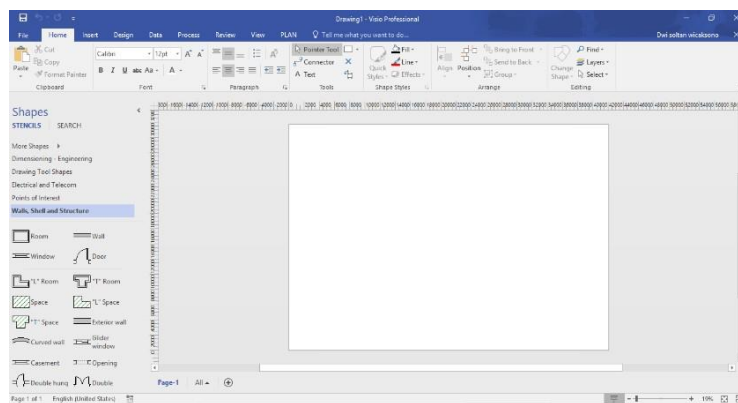 Drawing1 - Visio Professional
File Home Insert Design Data Process Review View PLAN Tell me what you want to do...
Dwi soltan wicaksono
Cut
Copy
Format Painter
Paste
Clipboard
Calibri 12pt
B I U abc Aa A
Font
Paragraph
Pointer Tool
Connector
A Text
Tools
Quick Styles
Fill
Line
Effects
Shape Styles
Align Position
Bring to Front
Send to Back
Group
Arrange
Change Shape
Find
Layers
Select
Editing
Shapes
STENCILS SEARCH
More Shapes
Dimensioning - Engineering
Drawing Tool Shapes
Electrical and Telecom
Points of Interest
Walls, Shell and Structure
Room Wall
Window Door
"L" Room "T" Room
Space "L" Space
"T" Space Exterior wall
Curved wall Glider window
Casement Opening
Double hung Double
Page-1 All
Page 1 of 1 English (United States)
19%